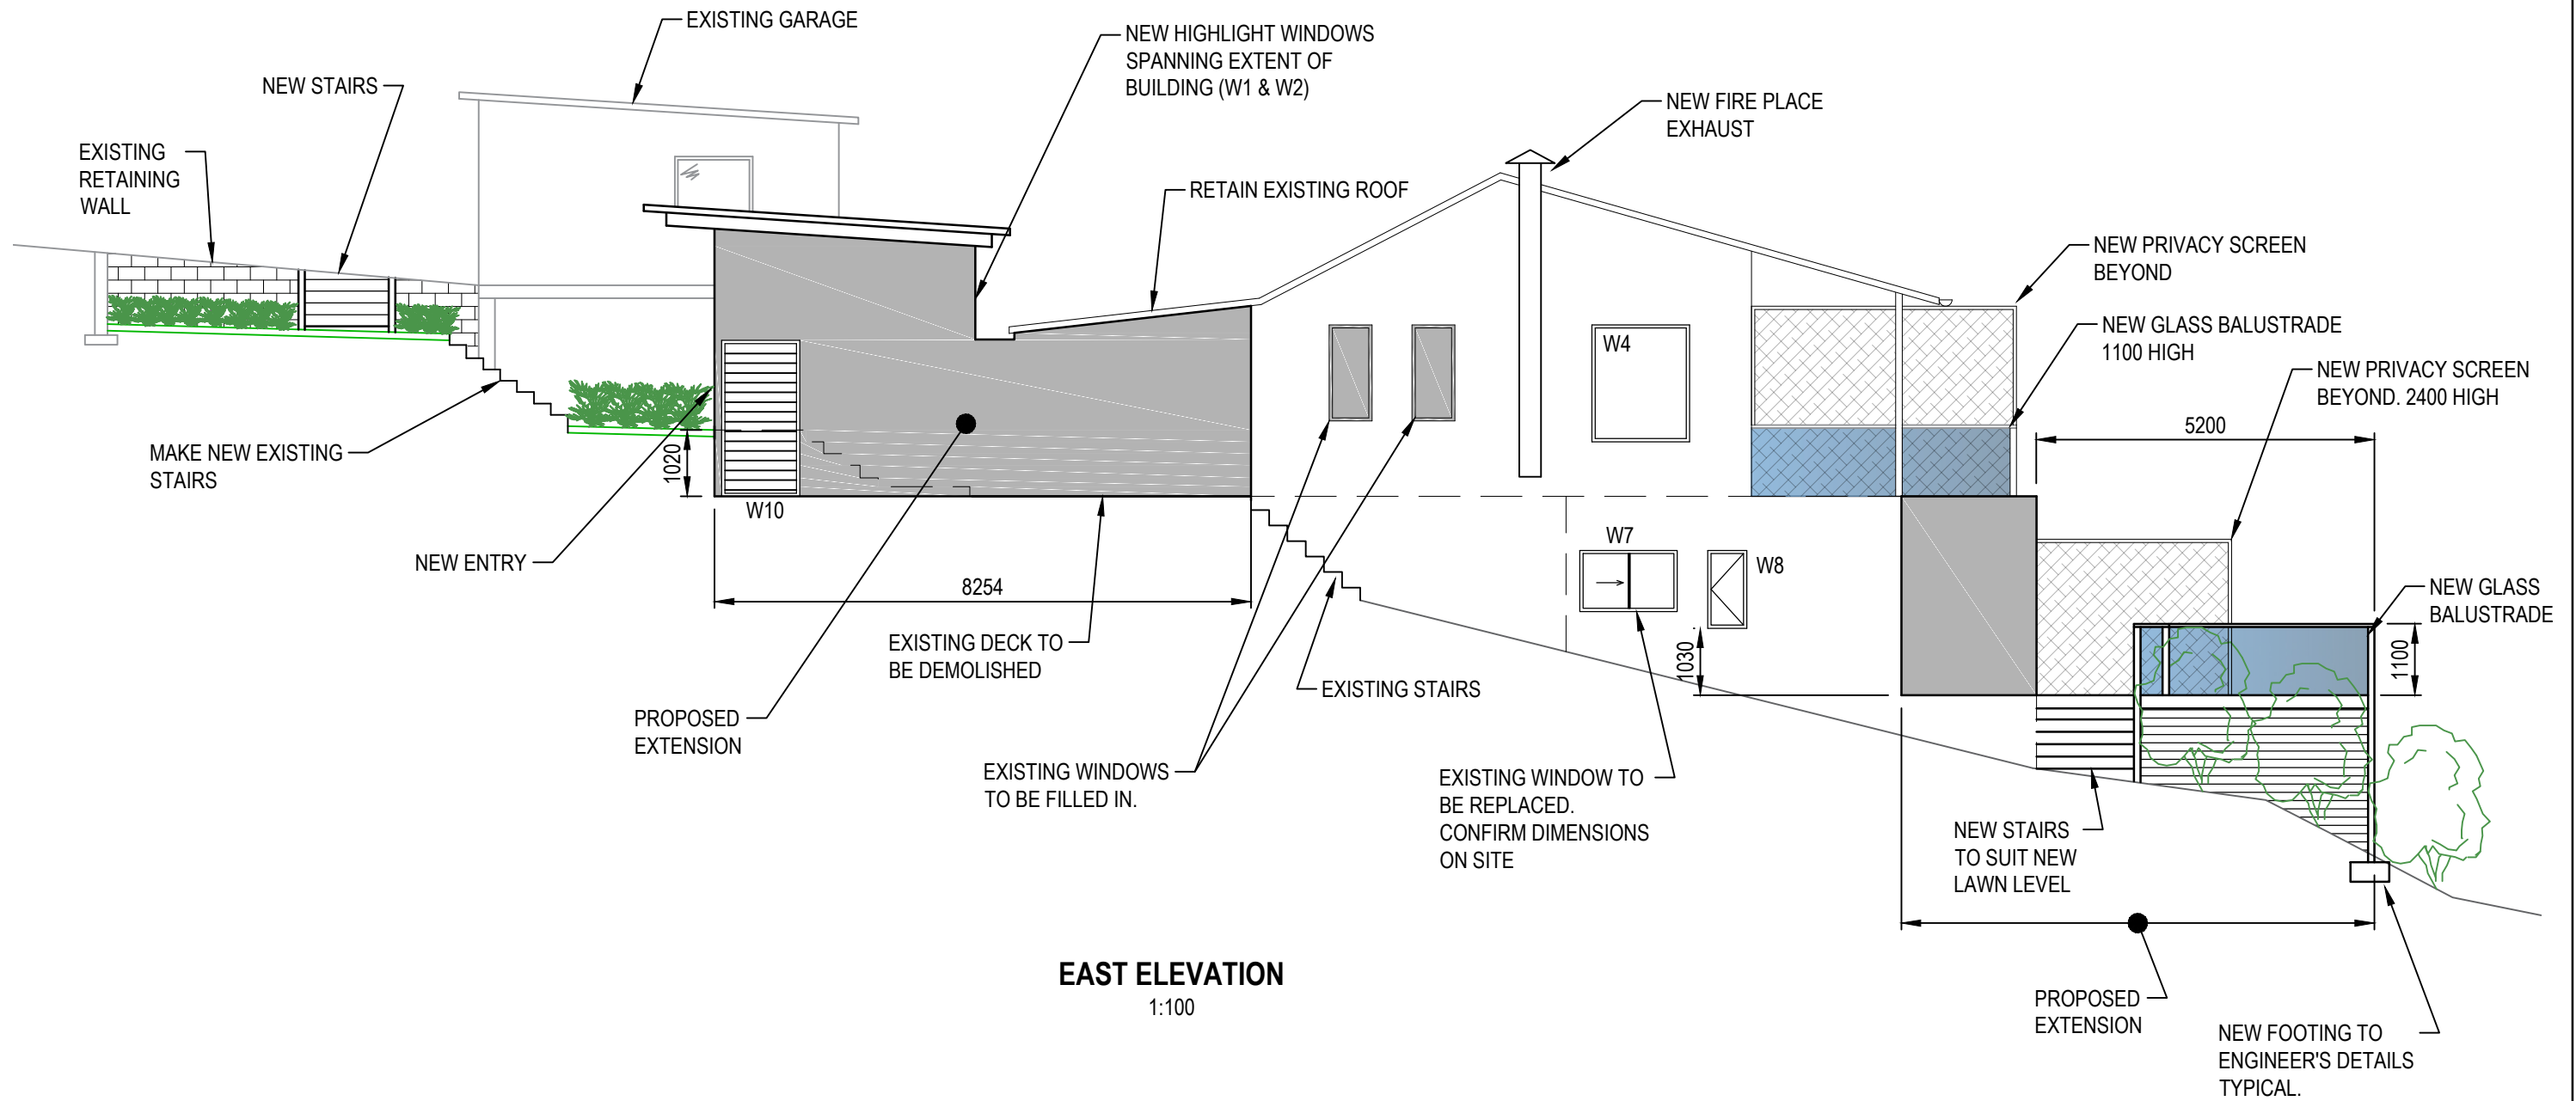 EXISTING GARAGE
NEW HIGHLIGHT WINDOWS
SPANNING EXTENT OF
BUILDING (W1 & W2)
NEW STAIRS
NEW FIRE PLACE
EXHAUST
EXISTING
RETAINING
WALL
RETAIN EXISTING ROOF
NEW PRIVACY SCREEN
BEYOND
NEW GLASS BALUSTRADE
1100 HIGH
W4
NEW PRIVACY SCREEN
BEYOND. 2400 HIGH
5200
MAKE NEW EXISTING
STAIRS
1020
W10
NEW ENTRY
W7
W8
8254
NEW GLASS
BALUSTRADE
EXISTING DECK TO
BE DEMOLISHED
1030
1100
EXISTING STAIRS
PROPOSED
EXTENSION
EXISTING WINDOWS
TO BE FILLED IN.
EXISTING WINDOW TO
BE REPLACED.
CONFIRM DIMENSIONS
ON SITE
NEW STAIRS
TO SUIT NEW
LAWN LEVEL
EAST ELEVATION
1:100
PROPOSED
EXTENSION
NEW FOOTING TO
ENGINEER'S DETAILS
TYPICAL.